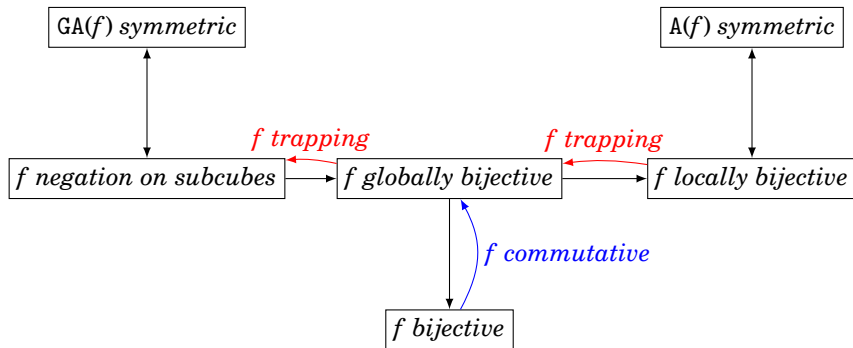 GA(f) symmetric
A(f) symmetric
f trapping
f trapping
f negation on subcubes
f globally bijective
f locally bijective
f commutative
f bijective